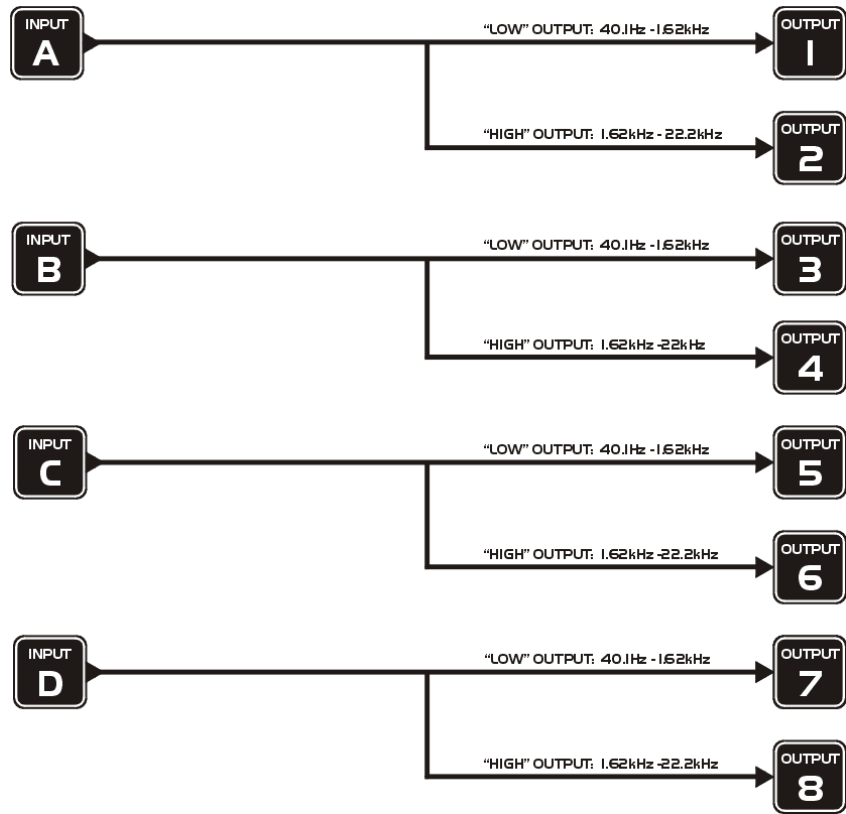 INPUT
A
"LOW" OUTPUT: 40.1Hz - 1.62kHz
OUTPUT
1
"HIGH" OUTPUT: 1.62kHz - 22.2kHz
OUTPUT
2
INPUT
B
"LOW" OUTPUT: 40.1Hz - 1.62kHz
OUTPUT
3
"HIGH" OUTPUT: 1.62kHz -22kHz
OUTPUT
4
INPUT
C
"LOW" OUTPUT: 40.1Hz - 1.62kHz
OUTPUT
5
"HIGH" OUTPUT: 1.62kHz -22.2kHz
OUTPUT
6
INPUT
D
"LOW" OUTPUT: 40.1Hz - 1.62kHz
OUTPUT
7
"HIGH" OUTPUT: 1.62kHz -22.2kHz
OUTPUT
8